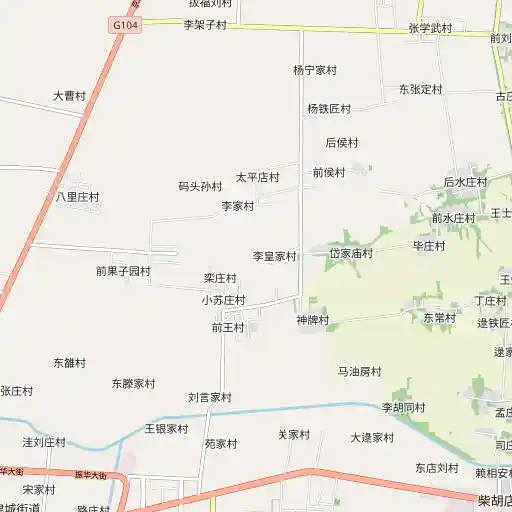 拔福刘村
李架子村
G104
张学武村
前刘
杨宁家村
大曹村
东张定村
古庄
杨铁匠村
后侯村
前侯村
太平店村
码头孙村
后水庄村
八里庄村
李家村
前水庄村
王士
毕庄村
李皇家村
岱家庙村
前果子园村
栾庄村
小苏庄村
丁庄村
神牌村
东常村
前王村
逯铁匠
逯家
东雒村
马油房村
东滕家村
张庄村
刘言家村
李胡同村
孟庄
王银家村
洼刘庄村
苑家村
关家村
大逯家村
司庄
东店刘村
华大街
振华大街
赖相安村
宋家村
路庄村
津城街道
柴胡店